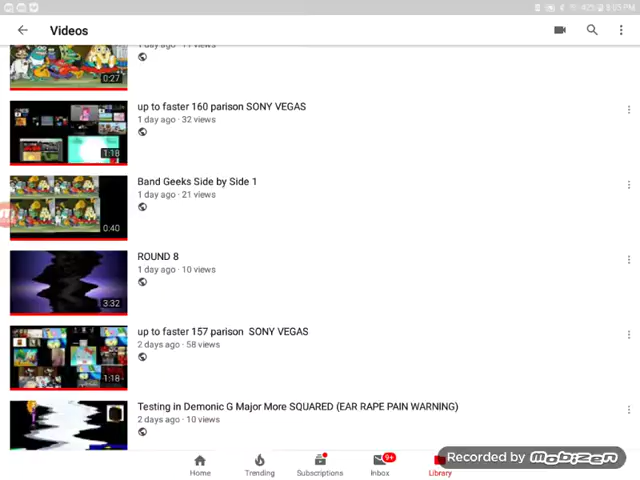 Videos
0:27
up to faster 160 parison SONY VEGAS
1 day ago · 32 views
1:18
Band Geeks Side by Side 1
1 day ago · 21 views
0:40
ROUND 8
1 day ago · 10 views
3:32
up to faster 157 parison SONY VEGAS
2 days ago · 58 views
1:18
Testing in Demonic G Major More SQUARED (EAR RAPE PAIN WARNING)
2 days ago · 10 views
9+
Home
Trending
Subscriptions
Inbox
Library
Recorded by Mobizen